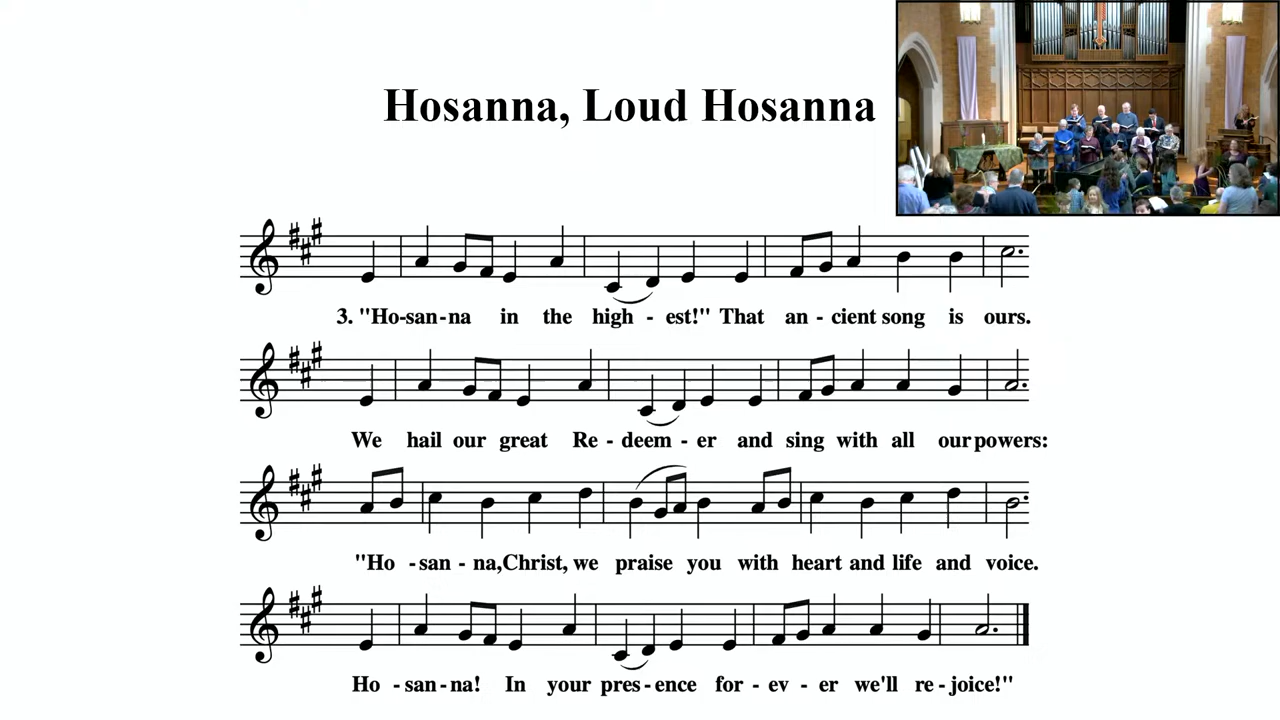 Hosanna, Loud Hosanna
3. "Ho-san-na in the high - est!" That an - cient song is ours.
We hail our great Re - deem - er and sing with all our powers:
"Ho - san - na, Christ, we praise you with heart and life and voice.
Ho - san - na! In your pres - ence for - ev - er we'll re - joice!"